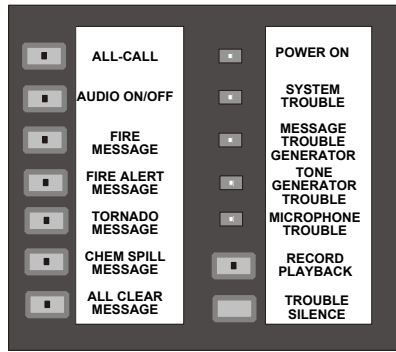 ALL-CALL
AUDIO ON/OFF
FIRE
MESSAGE
FIRE ALERT
MESSAGE
TORNADO
MESSAGE
CHEM SPILL
MESSAGE
ALL CLEAR
MESSAGE
POWER ON
SYSTEM
TROUBLE
MESSAGE
TROUBLE
GENERATOR
TONE
GENERATOR
TROUBLE
MICROPHONE
TROUBLE
RECORD
PLAYBACK
TROUBLE
SILENCE